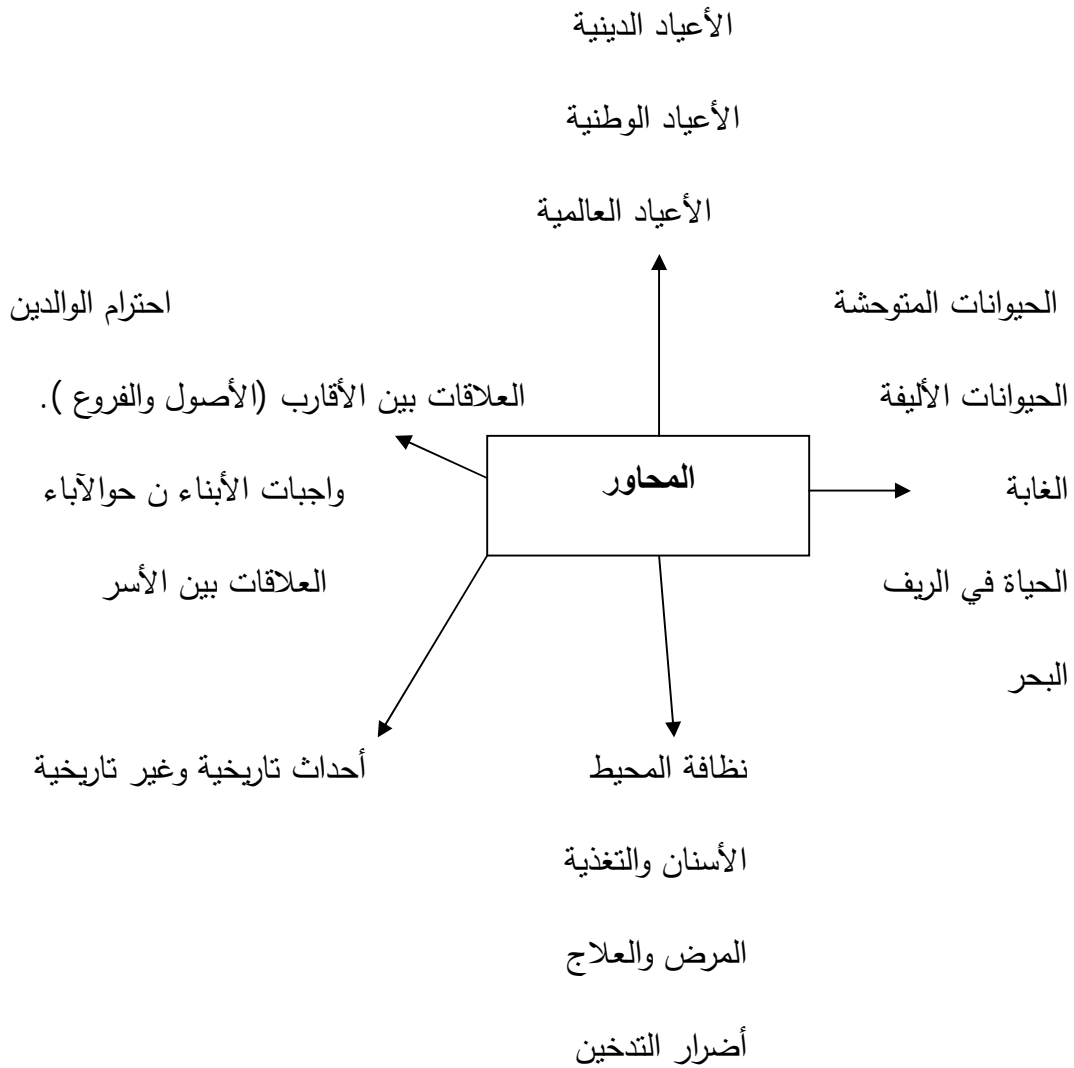 الأعياد الدينية
الأعياد الوطنية
الأعياد العالمية
الحيوانات المتوحشة
الحيوانات الأليفة
الغابة
الحياة في الريف
البحر
احترام الوالدين
العلاقات بين الأقارب (الأصول والفروع ).
واجبات الأبناء ن حوالآباء
العلاقات بين الأسر
المحاور
نظافة المحيط
الأسنان والتغذية
المرض والعلاج
أضرار التدخين
أحداث تاريخية وغير تاريخية